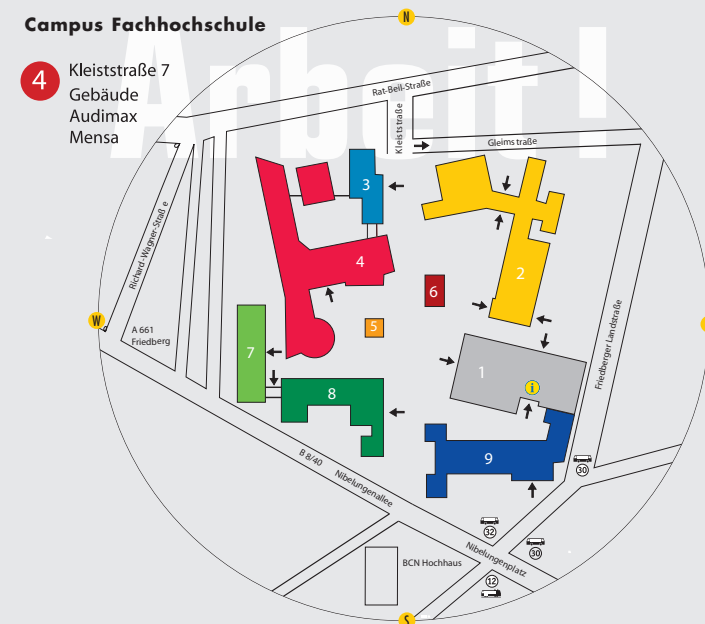 Campus Fachhochschule
Arbeit!
4
Kleiststraße 7
Gebäude
Audimax
Mensa
N
Rat-Beil-Straße
Kleiststraße
Gleimstraße
3
4
2
6
5
Richard-Wagner-Straße
W
A 661
Friedberg
7
1
i
8
9
Friedberger Landstraße
B 8/40
Nibelungenallee
30
32
30
Nibelungenplatz
BCN Hochhaus
12
S